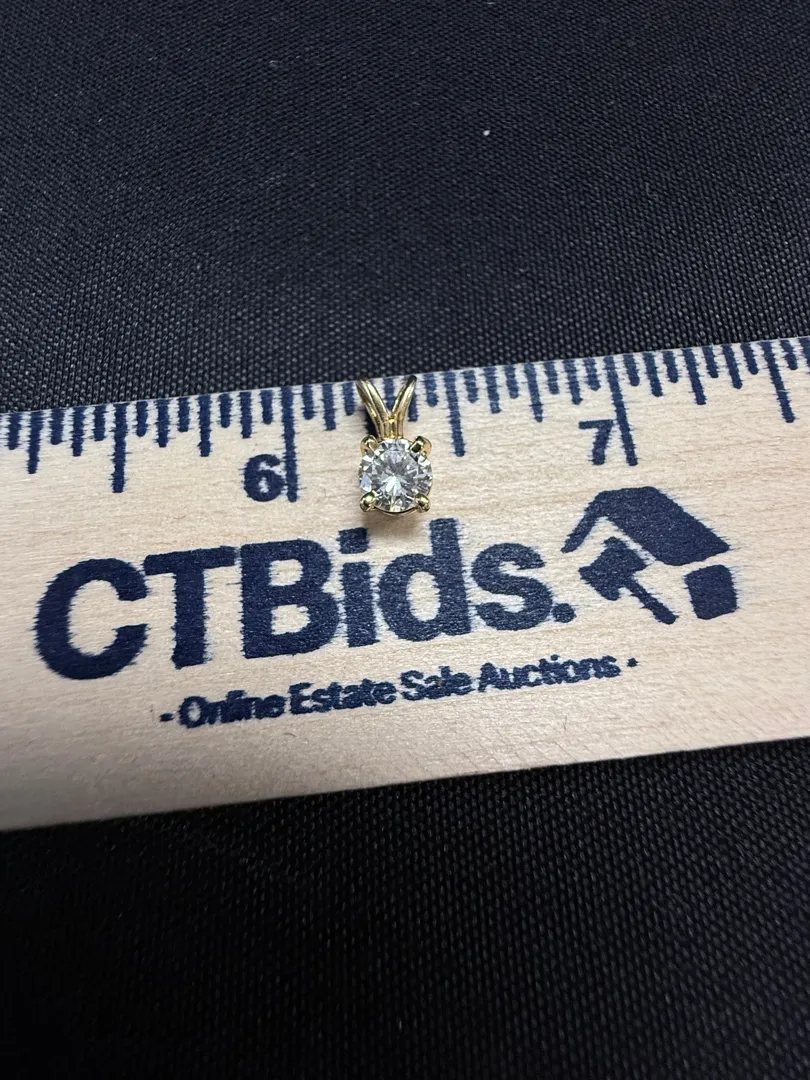 6 7
CTBids.
- Online Estate Sale Auctions -